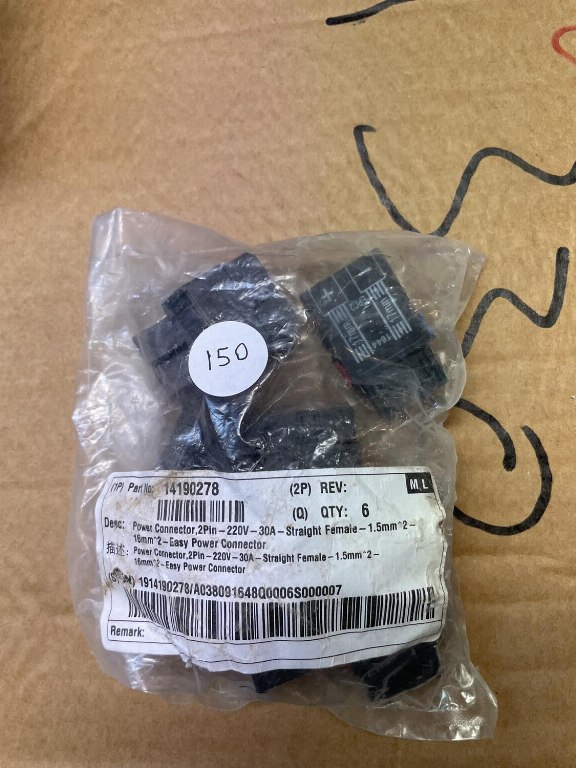 150
17mm
(1P) Part No: 14190278
(2P) REV:
M L
(Q) QTY: 6
Desc: Power Connector,2Pin-220V-30A-Straight Female-1.5mm^2-
16mm^2-Easy Power Connector
描述: Power Connector,2Pin-220V-30A-Straight Female-1.5mm^2-
16mm^2-Easy Power Connector
1914190278/A038091648Q0006S000007
Remark: